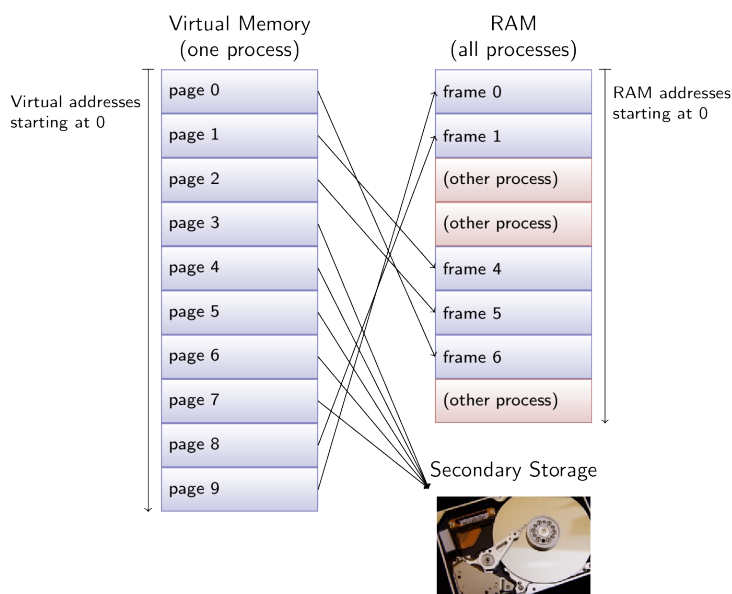 Virtual Memory
(one process)
RAM
(all processes)
Virtual addresses
starting at 0
page 0
page 1
page 2
page 3
page 4
page 5
page 6
page 7
page 8
page 9
frame 0
frame 1
(other process)
(other process)
frame 4
frame 5
frame 6
(other process)
RAM addresses
starting at 0
Secondary Storage